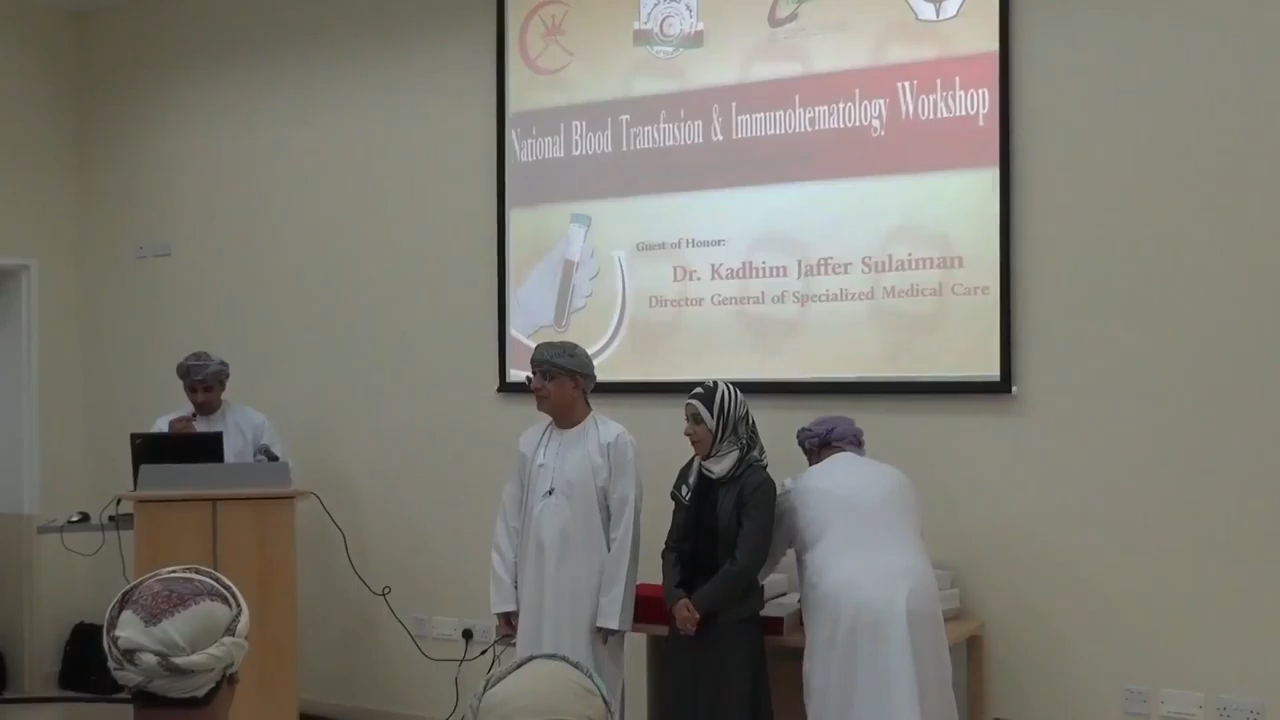 National Blood Transfusion & Immunohematology Workshop
Guest of Honor:
Dr. Kadhim Jaffer Sulaiman
Director General of Specialized Medical Care